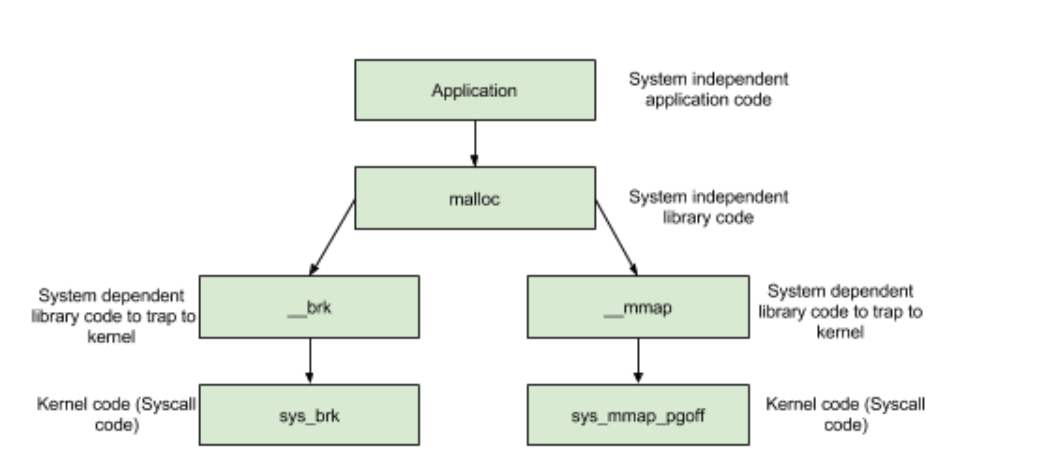 Application
System independent
application code
malloc
System independent
library code
System dependent
library code to trap to
kernel
__brk
__mmap
System dependent
library code to trap to
kernel
Kernel code (Syscall
code)
sys_brk
sys_mmap_pgoff
Kernel code (Syscall
code)